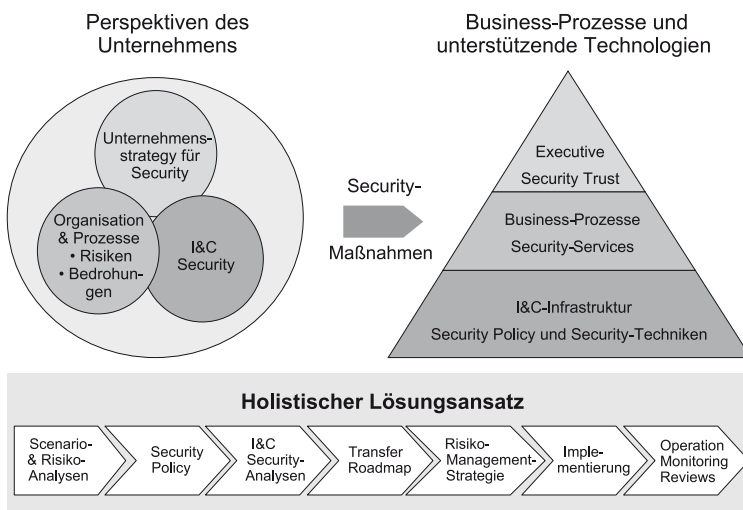 Perspektiven des
Unternehmens
Business-Prozesse und
unterstützende Technologien
Unternehmens-
strategy für
Security
Organisation
& Prozesse
• Risiken
• Bedrohun-
gen
I&C
Security
Security-
Maßnahmen
Executive
Security Trust
Business-Prozesse
Security-Services
I&C-Infrastruktur
Security Policy und Security-Techniken
Holistischer Lösungsansatz
Scenario-
& Risiko-
Analysen
Security
Policy
I&C
Security-
Analysen
Transfer
Roadmap
Risiko-
Management-
Strategie
Imple-
mentierung
Operation
Monitoring
Reviews